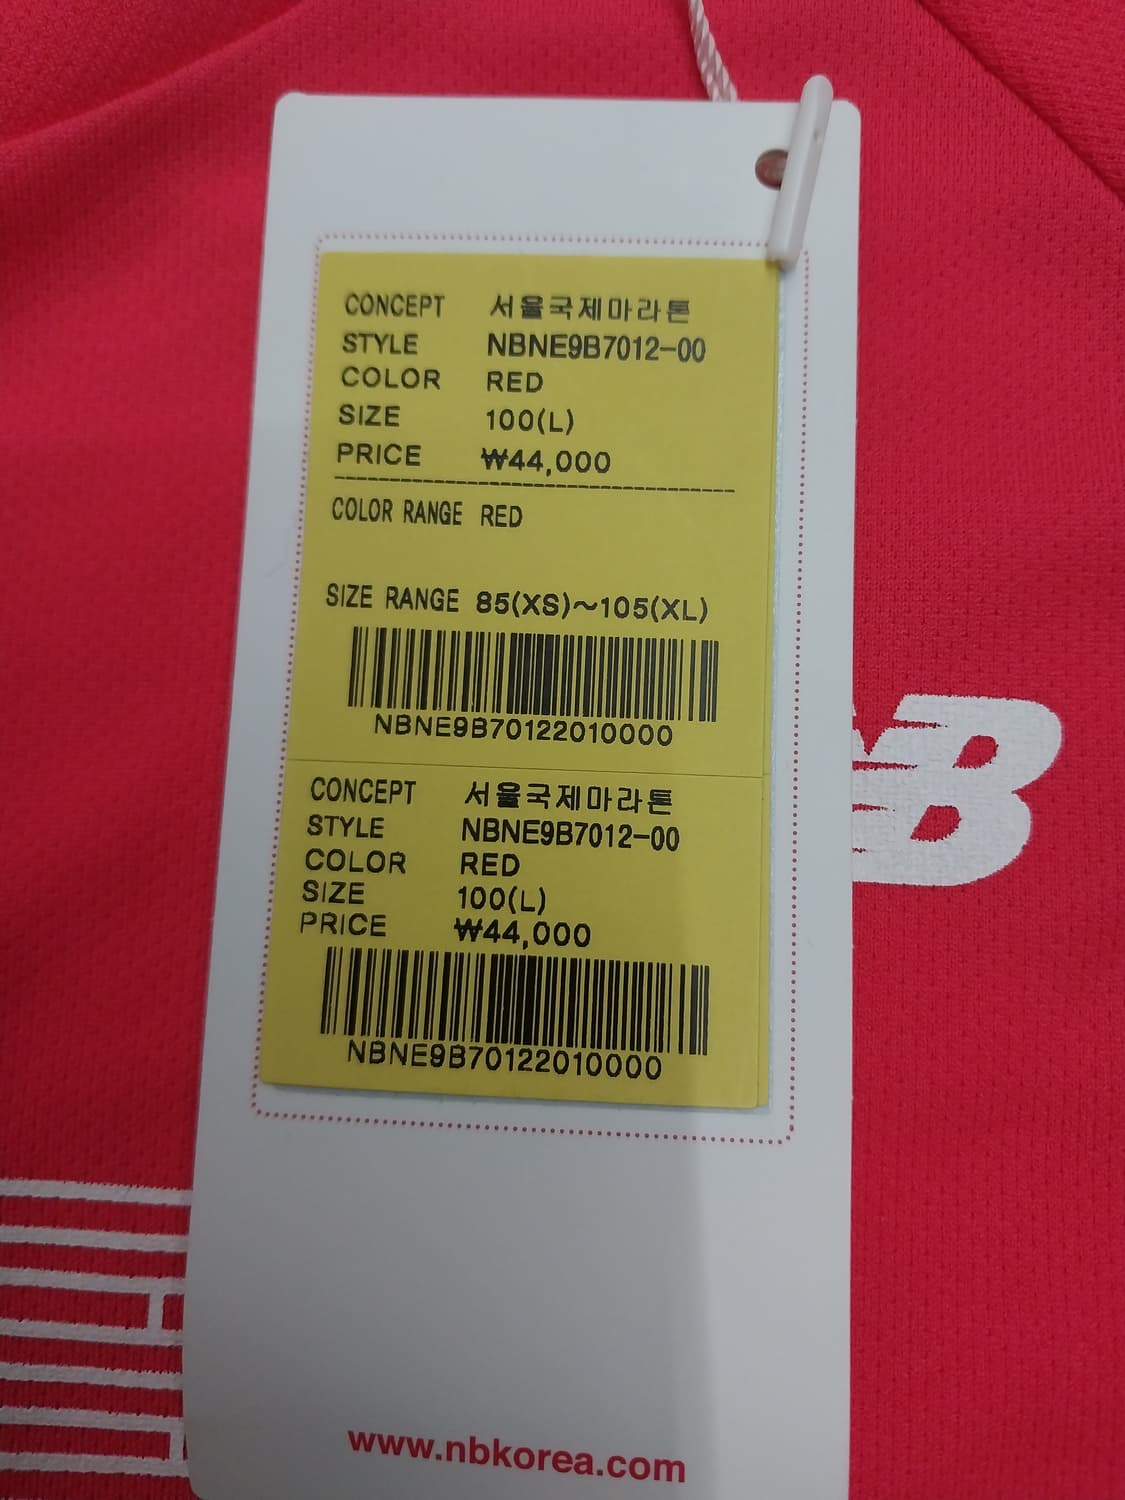 CONCEPT 서울국제마라톤
STYLE NBNE9B7012-00
COLOR RED
SIZE 100(L)
PRICE ₩44,000
COLOR RANGE RED
SIZE RANGE 85(XS)~105(XL)
NBNE9B70122010000
CONCEPT 서울국제마라톤
STYLE NBNE9B7012-00
COLOR RED
SIZE 100(L)
PRICE ₩44,000
NBNE9B70122010000
NB
www.nbkorea.com